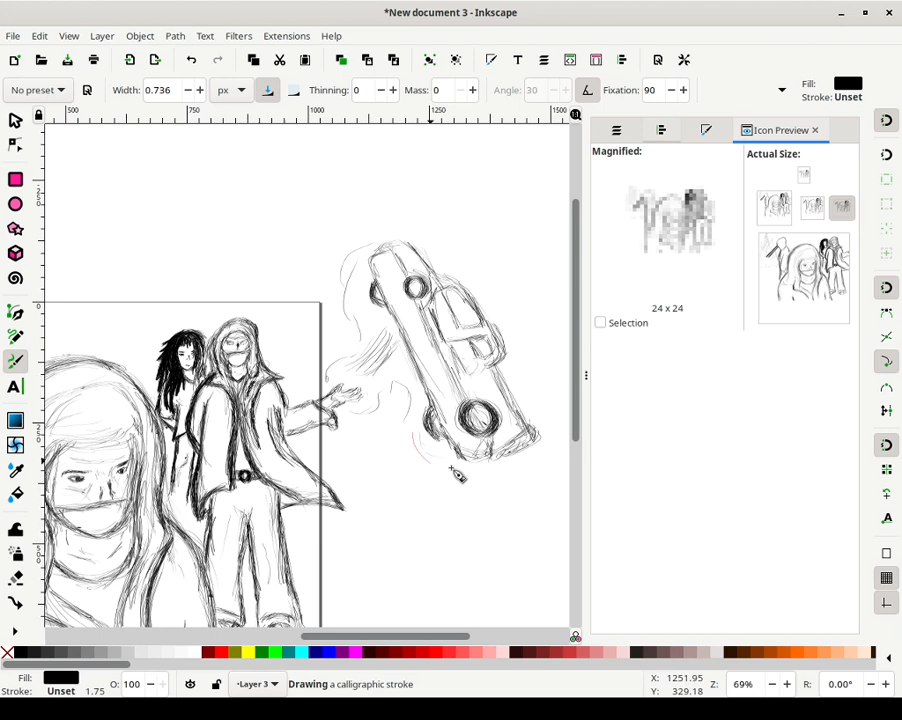 *New document 3 - Inkscape
File Edit View Layer Object Path Text Filters Extensions Help
No preset Width: 0.736 px Thinning: 0 Mass: 0 Angle: 30 Fixation: 90 Fill: Stroke: Unset
500 750 1000 1250 1500
Icon Preview
Magnified: Actual Size:
24 x 24
Selection
0
250
500
Fill: Stroke: Unset 1.75 O: 100 Layer 3 Drawing a calligraphic stroke X: 1251.95 Y: 329.18 Z: 69% R: 0.00°